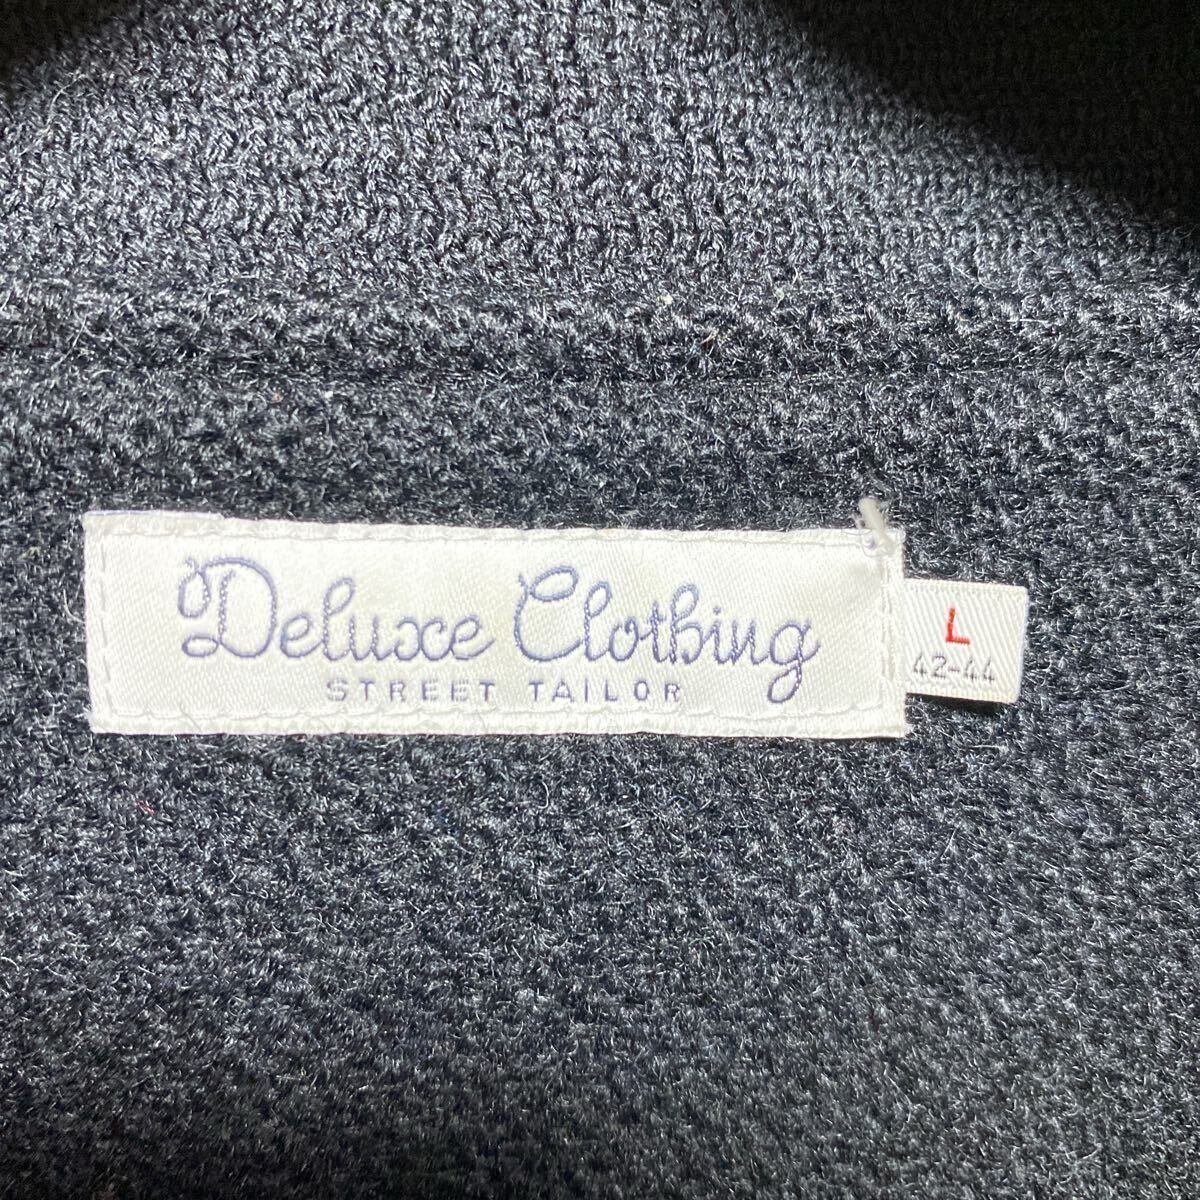 Deluxe Clothing
STREET TAILOR
L
42-44